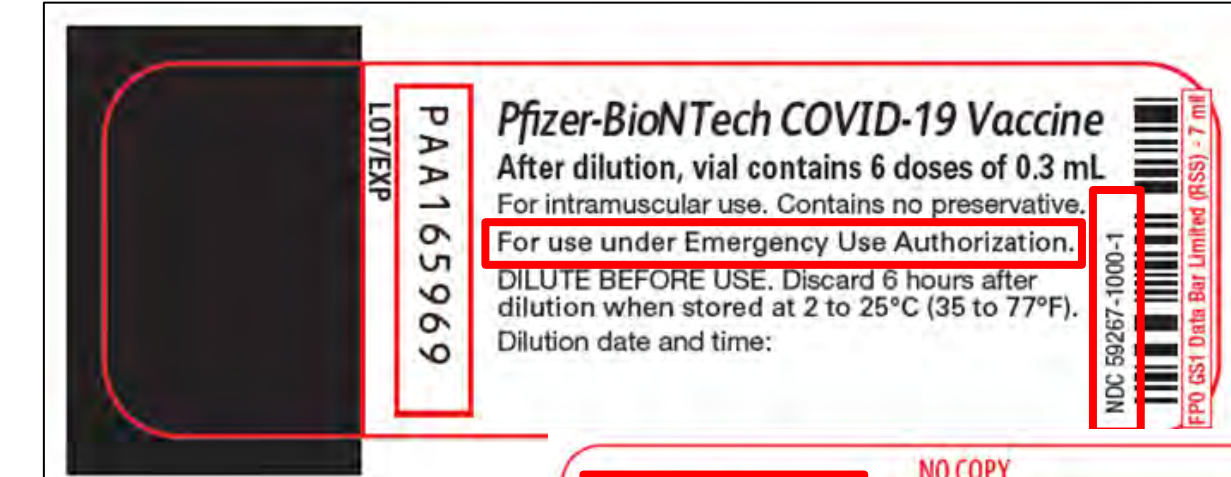 LOT/EXP
PAA165969
Pfizer-BioNTech COVID-19 Vaccine
After dilution, vial contains 6 doses of 0.3 mL
For intramuscular use. Contains no preservative.
For use under Emergency Use Authorization.
DILUTE BEFORE USE. Discard 6 hours after
dilution when stored at 2 to 25°C (35 to 77°F).
Dilution date and time:
NDC 59267-1000-1
FPO GS1 Data Bar Limited (RSS) - 7 mil
NO COPY